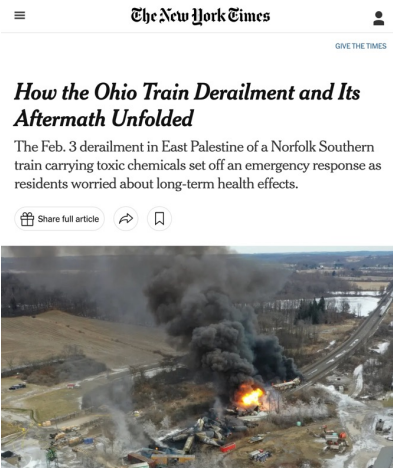 The New York Times
GIVE THE TIMES
How the Ohio Train Derailment and Its
Aftermath Unfolded
The Feb. 3 derailment in East Palestine of a Norfolk Southern
train carrying toxic chemicals set off an emergency response as
residents worried about long-term health effects.
Share full article